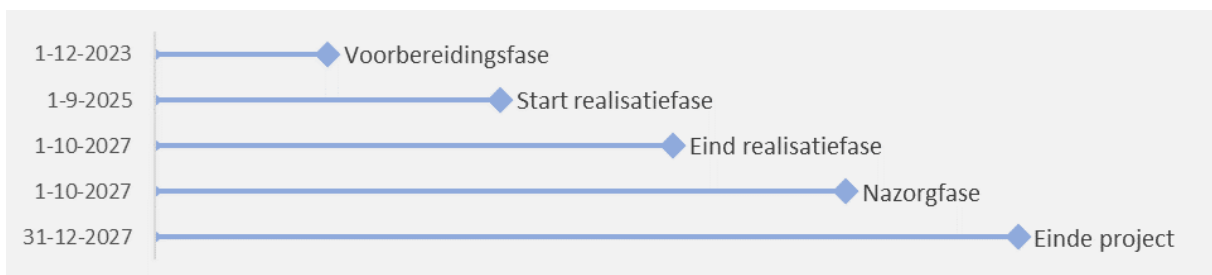 1-12-2023 Voorbereidingsfase
1-9-2025 Start realisatiefase
1-10-2027 Eind realisatiefase
1-10-2027 Nazorgfase
31-12-2027 Einde project